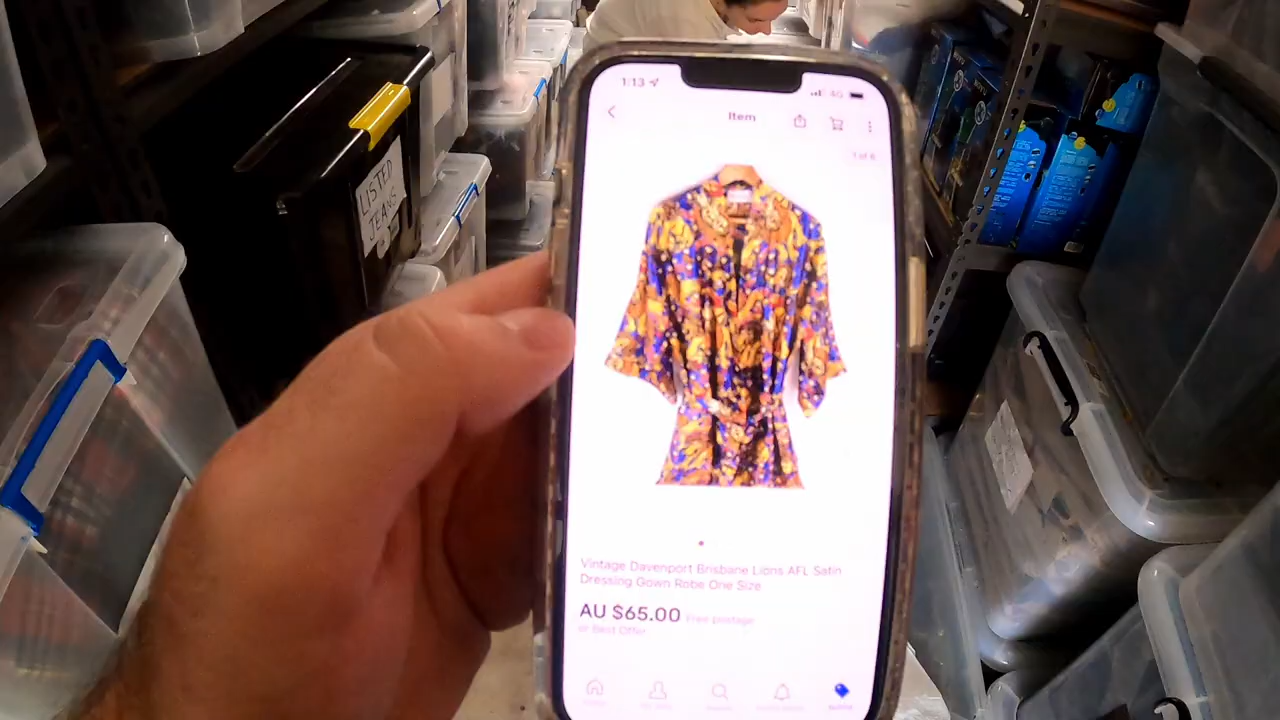 1:13
4G
Item
1 of 6
LISTED
JEANS
Vintage Davenport Brisbane Lions AFL Satin
Dressing Gown Robe One Size
AU $65.00 Free postage
or Best Offer